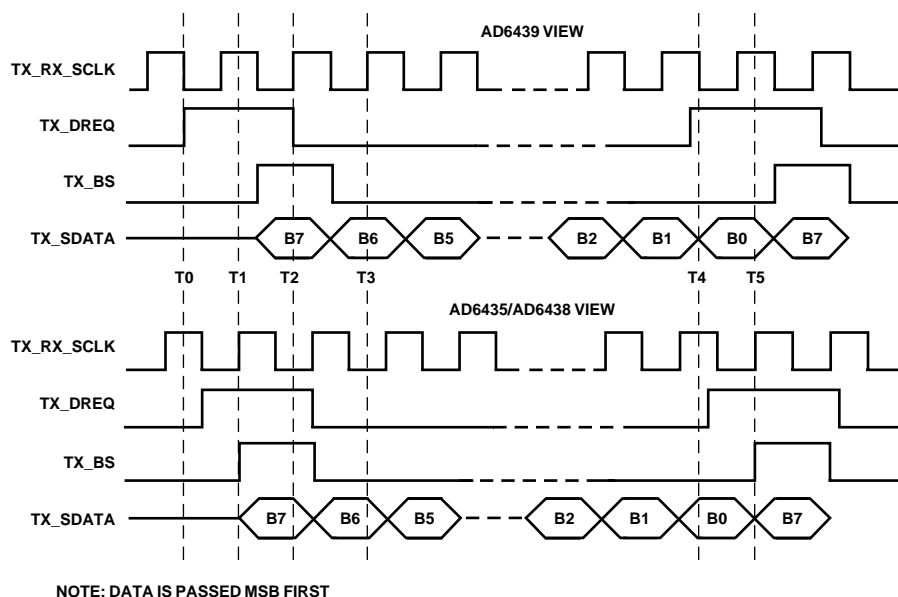 AD6439 VIEW
TX_RX_SCLK
TX_DREQ
TX_BS
TX_SDATA
B7 B6 B5 B2 B1 B0 B7
T0 T1 T2 T3 T4 T5
AD6435/AD6438 VIEW
TX_RX_SCLK
TX_DREQ
TX_BS
TX_SDATA
B7 B6 B5 B2 B1 B0 B7
NOTE: DATA IS PASSED MSB FIRST